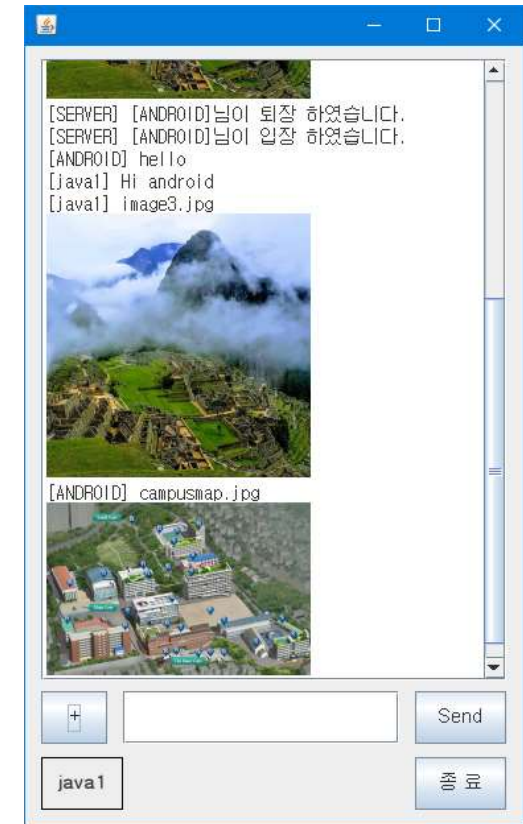 [SERVER] [ANDROID]님이 퇴장 하였습니다.
[SERVER] [ANDROID]님이 입장 하였습니다.
[ANDROID] hello
[java1] Hi android
[java1] image3.jpg
[ANDROID] campusmap.jpg
+
Send
java1
종 료